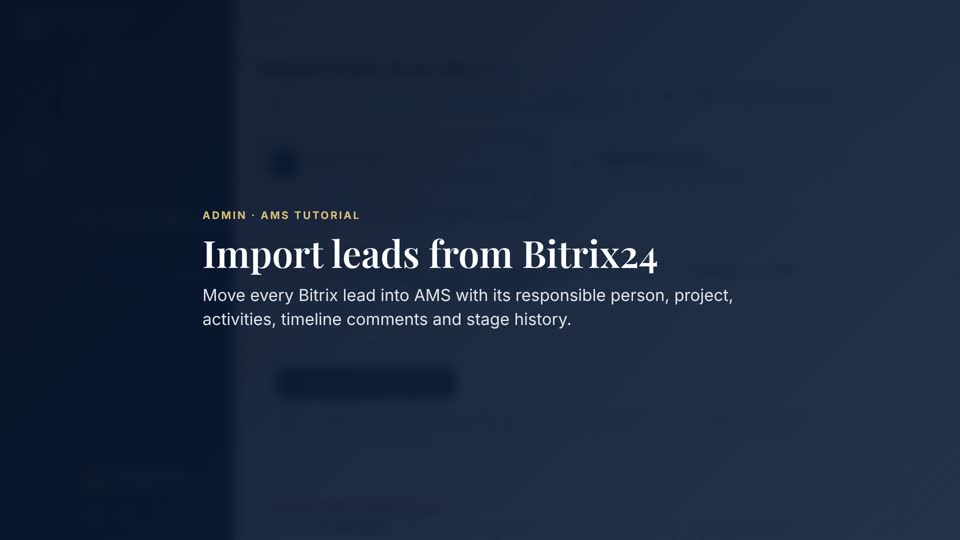 ADMIN · AMS TUTORIAL
Import leads from Bitrix24
Move every Bitrix lead into AMS with its responsible person, project,
activities, timeline comments and stage history.